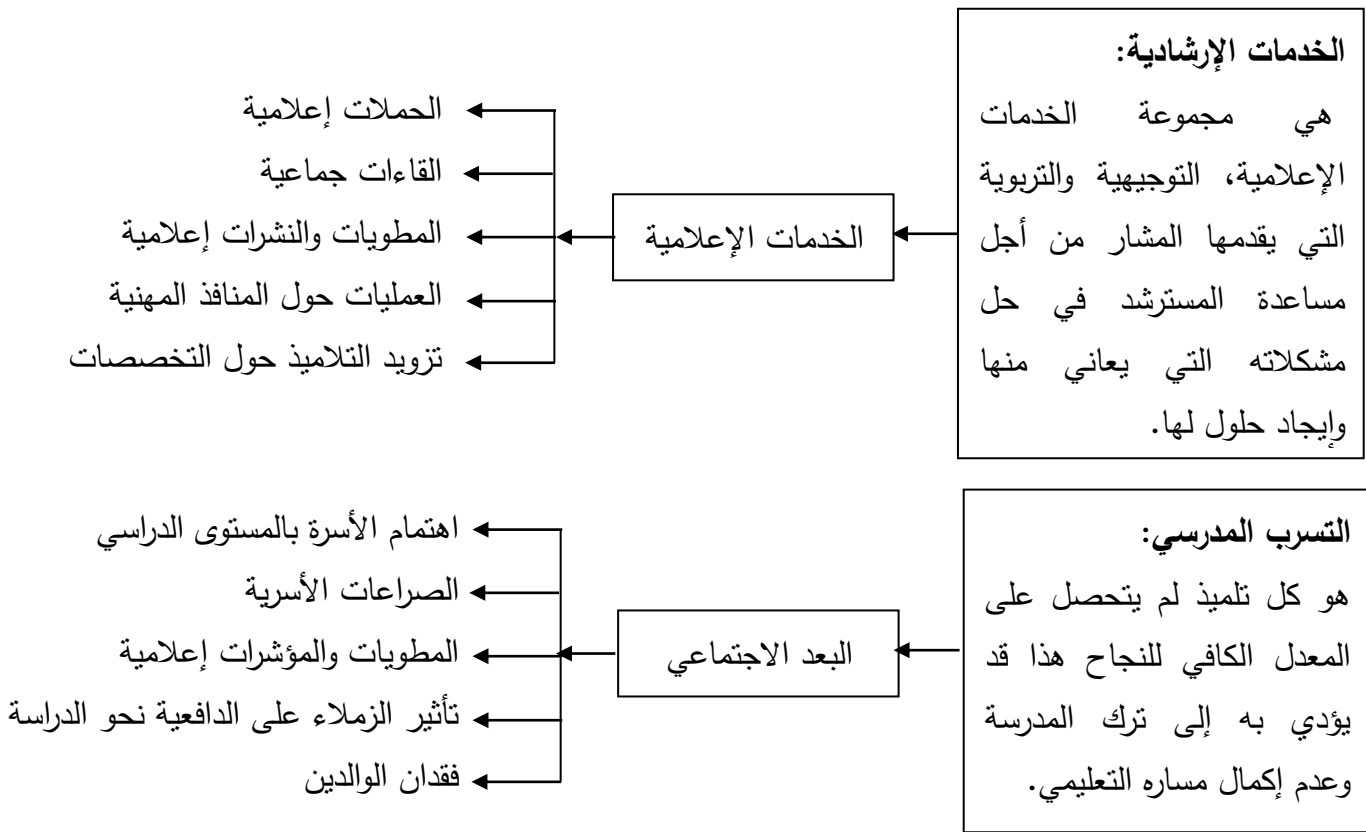 الخدمات الإرشادية:
هي مجموعة الخدمات
الإعلامية، التوجيهية والتربوية
التي يقدمها المشار من أجل
مساعدة المسترشد في حل
مشكلاته التي يعاني منها
وإيجاد حلول لها.
الخدمات الإعلامية
الحملات إعلامية
القاءات جماعية
المطويات والنشرات إعلامية
العمليات حول المنافذ المهنية
تزويد التلاميذ حول التخصصات
التسرب المدرسي:
هو كل تلميذ لم يتحصل على
المعدل الكافي للنجاح هذا قد
يؤدي به إلى ترك المدرسة
وعدم إكمال مساره التعليمي.
البعد الاجتماعي
اهتمام الأسرة بالمستوى الدراسي
الصراعات الأسرية
المطويات والمؤشرات إعلامية
تأثير الزملاء على الدافعية نحو الدراسة
فقدان الوالدين